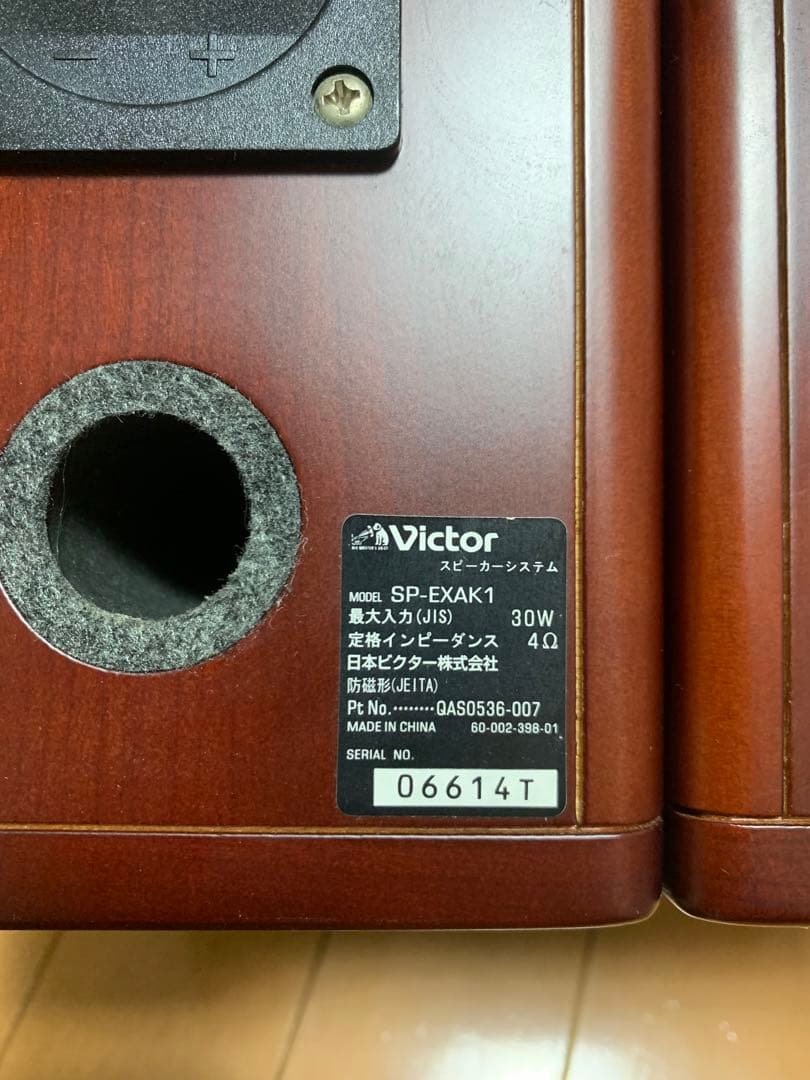 − +
Victor
スピーカーシステム
MODEL SP-EXAK1
最大入力(JIS) 30W
定格インピーダンス 4Ω
日本ビクター株式会社
防磁形(JEITA)
Pt No.········QAS0536-007
MADE IN CHINA 60-002-398-01
SERIAL NO.
06614T